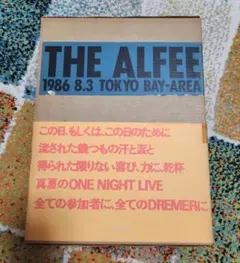 THE ALFEE
1986 8.3 TOKYO BAY-AREA
この日、もしくは、この日のために
流された幾つもの汗と涙と
得られた限りない喜び、力に、乾杯
真夏のONE NIGHT LIVE
全ての参加者に、全てのDREMERに